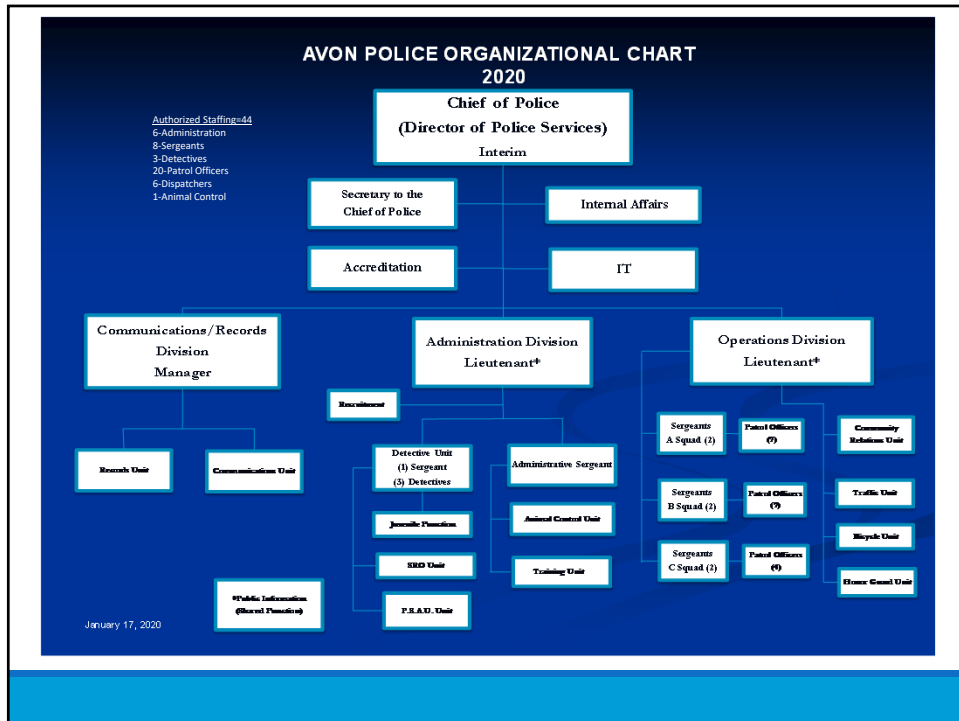 AVON POLICE ORGANIZATIONAL CHART
2020
Authorized Staffing=44
6-Administration
8-Sergeants
3-Detectives
20-Patrol Officers
6-Dispatchers
1-Animal Control
Chief of Police
(Director of Police Services)
Interim
Secretary to the
Chief of Police
Internal Affairs
Accreditation
IT
Communications/Records
Division
Manager
Administration Division
Lieutenant*
Operations Division
Lieutenant*
Recruitment
Records Unit
Communications Unit
Detective Unit
(1) Sergeant
(3) Detectives
Administrative Sergeant
Juvenile Function
Animal Control Unit
SRO Unit
Training Unit
P.S.A.U. Unit
Sergeants
A Squad (2)
Patrol Officers
(7)
Community
Relations Unit
Sergeants
B Squad (2)
Patrol Officers
(7)
Traffic Unit
Bicycle Unit
Sergeants
C Squad (2)
Patrol Officers
(6)
Honor Guard Unit
*Public Information
(Shared Function)
January 17, 2020